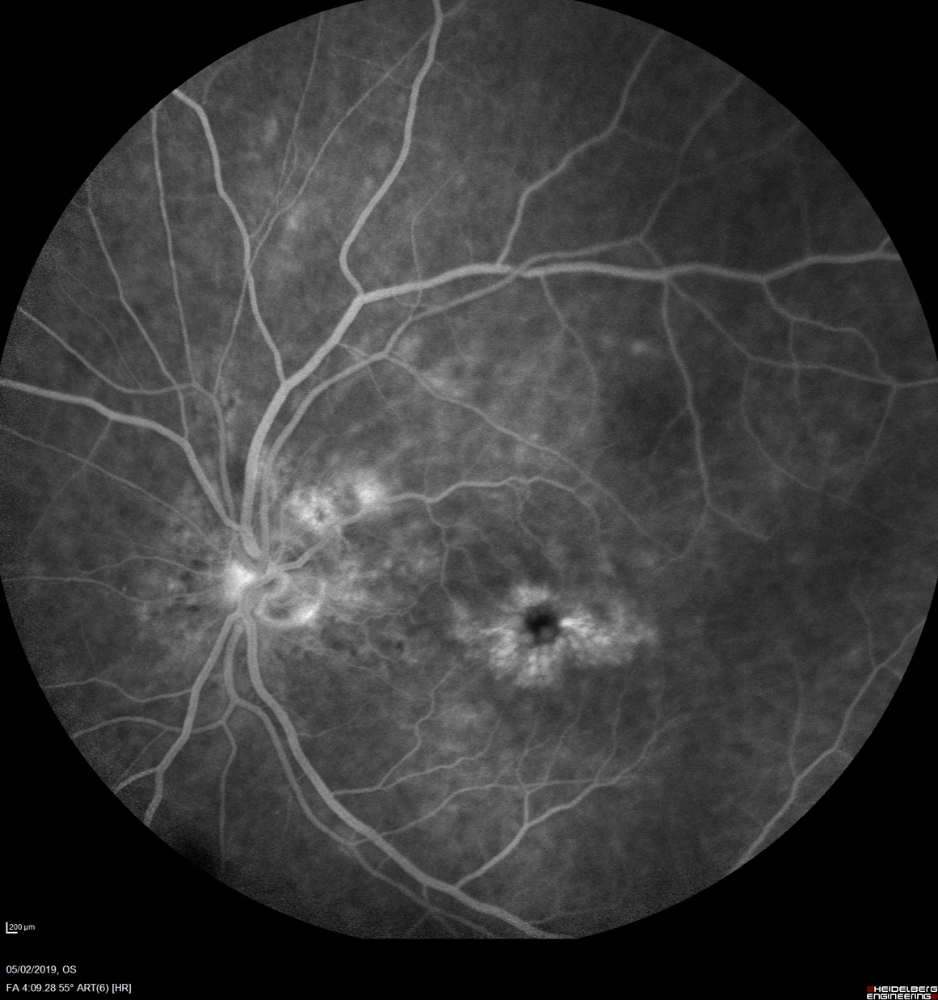 200 µm
05/02/2019, OS
FA 4:09.28 55° ART(6) [HR]
HEIDELBERG
ENGINEERING